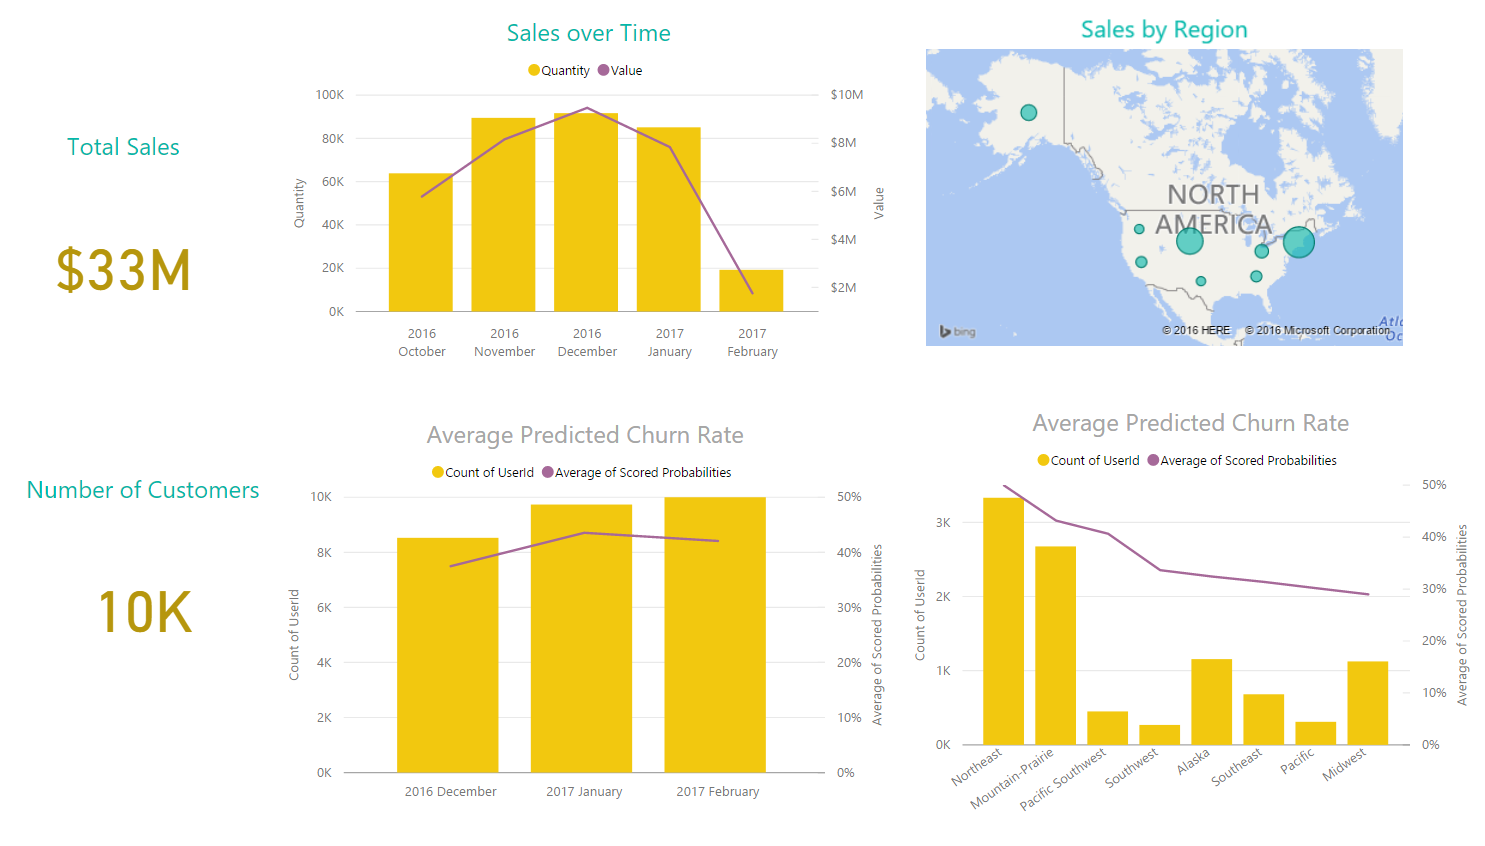 Total Sales
$33M
Sales over Time
Quantity Value
100K
80K
60K
40K
20K
0K
Quantity
$10M
$8M
$6M
$4M
$2M
Value
2016 October
2016 November
2016 December
2017 January
2017 February
Sales by Region
NORTH
AMERICA
bing
© 2016 HERE © 2016 Microsoft Corporation
Number of Customers
10K
Average Predicted Churn Rate
Count of UserId Average of Scored Probabilities
10K
8K
6K
4K
2K
0K
Count of UserId
50%
40%
30%
20%
10%
0%
Average of Scored Probabilities
2016 December 2017 January 2017 February
Average Predicted Churn Rate
Count of UserId Average of Scored Probabilities
3K
2K
1K
0K
Count of UserId
50%
40%
30%
20%
10%
0%
Average of Scored Probabilities
Northeast
Mountain-Prairie
Pacific Southwest
Southwest
Alaska
Southeast
Pacific
Midwest